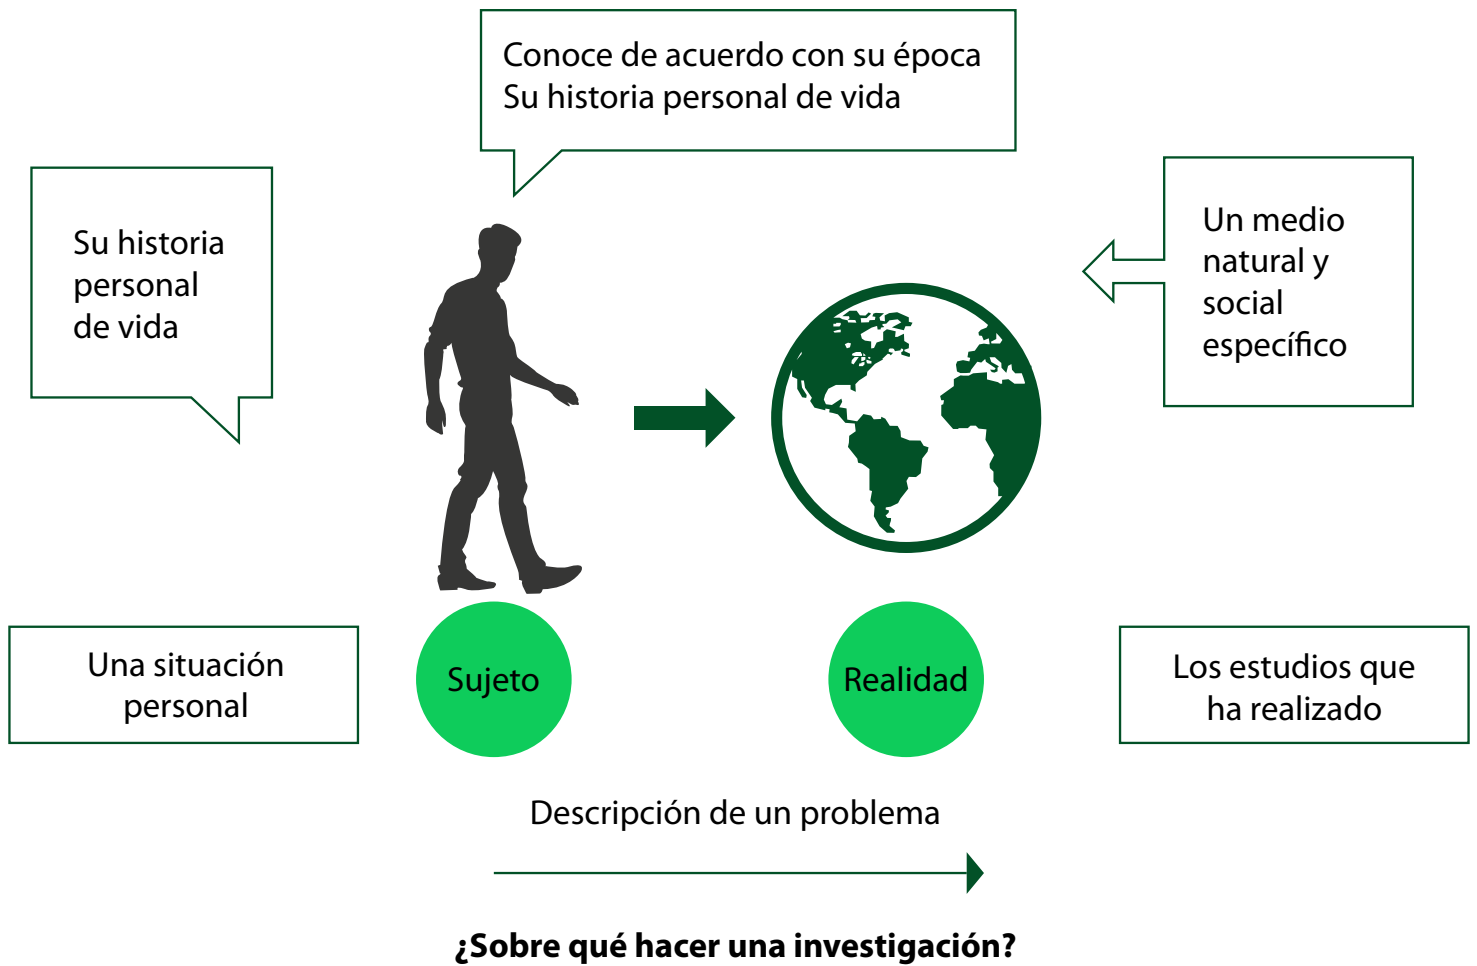 Conoce de acuerdo con su época
Su historia personal de vida
Su historia
personal
de vida
Un medio
natural y
social
específico
Una situación
personal
Sujeto
Realidad
Los estudios que
ha realizado
Descripción de un problema
¿Sobre qué hacer una investigación?